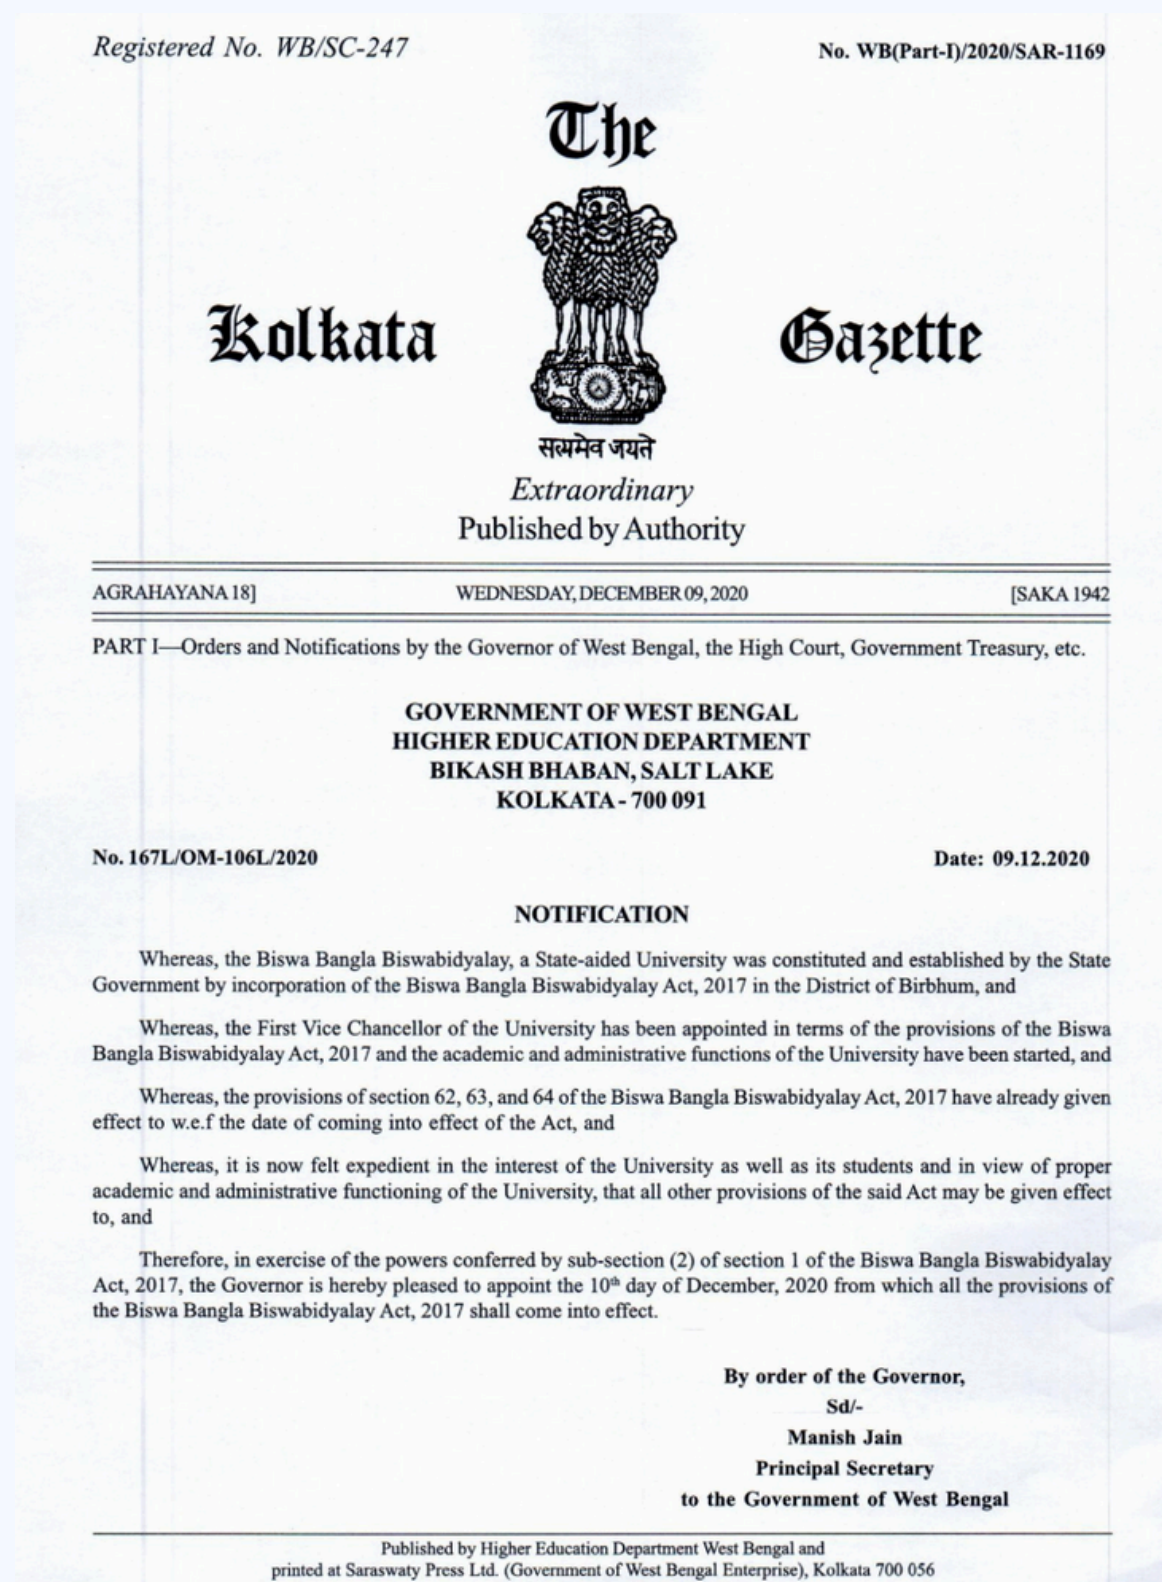 Registered No. WB/SC-247
No. WB(Part-I)/2020/SAR-1169
The
Kolkata
Gazette
सत्यमेव जयते
Extraordinary
Published by Authority
AGRAHAYANA 18]
WEDNESDAY, DECEMBER 09, 2020
[SAKA 1942
PART I—Orders and Notifications by the Governor of West Bengal, the High Court, Government Treasury, etc.
GOVERNMENT OF WEST BENGAL
HIGHER EDUCATION DEPARTMENT
BIKASH BHABAN, SALT LAKE
KOLKATA - 700 091
No. 167L/OM-106L/2020
Date: 09.12.2020
NOTIFICATION
Whereas, the Biswa Bangla Biswabidyalay, a State-aided University was constituted and established by the State
Government by incorporation of the Biswa Bangla Biswabidyalay Act, 2017 in the District of Birbhum, and
Whereas, the First Vice Chancellor of the University has been appointed in terms of the provisions of the Biswa
Bangla Biswabidyalay Act, 2017 and the academic and administrative functions of the University have been started, and
Whereas, the provisions of section 62, 63, and 64 of the Biswa Bangla Biswabidyalay Act, 2017 have already given
effect to w.e.f the date of coming into effect of the Act, and
Whereas, it is now felt expedient in the interest of the University as well as its students and in view of proper
academic and administrative functioning of the University, that all other provisions of the said Act may be given effect
to, and
Therefore, in exercise of the powers conferred by sub-section (2) of section 1 of the Biswa Bangla Biswabidyalay
Act, 2017, the Governor is hereby pleased to appoint the 10th day of December, 2020 from which all the provisions of
the Biswa Bangla Biswabidyalay Act, 2017 shall come into effect.
By order of the Governor,
Sd/-
Manish Jain
Principal Secretary
to the Government of West Bengal
Published by Higher Education Department West Bengal and
printed at Saraswaty Press Ltd. (Government of West Bengal Enterprise), Kolkata 700 056